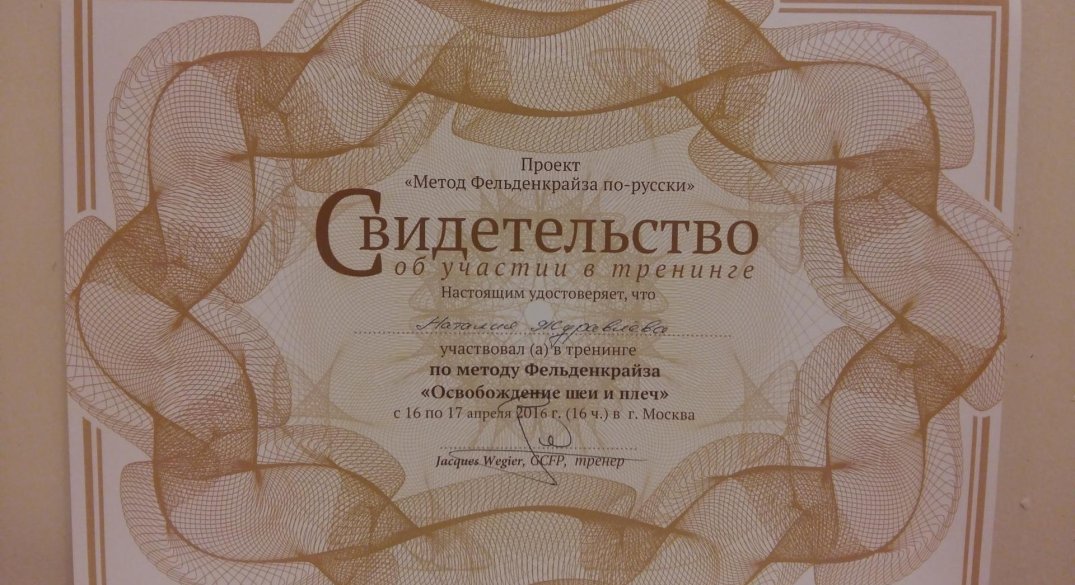 Проект
«Метод Фельденкрайза по-русски»
Свидетельство
об участии в тренинге
Настоящим удостоверяет, что
Наталия Журавлева
участвовал (а) в тренинге
по методу Фельденкрайза
«Освобождение шеи и плеч»
с 16 по 17 апреля 2016 г. (16 ч.) в г. Москва
Jacques Wegier, GCFP, тренер